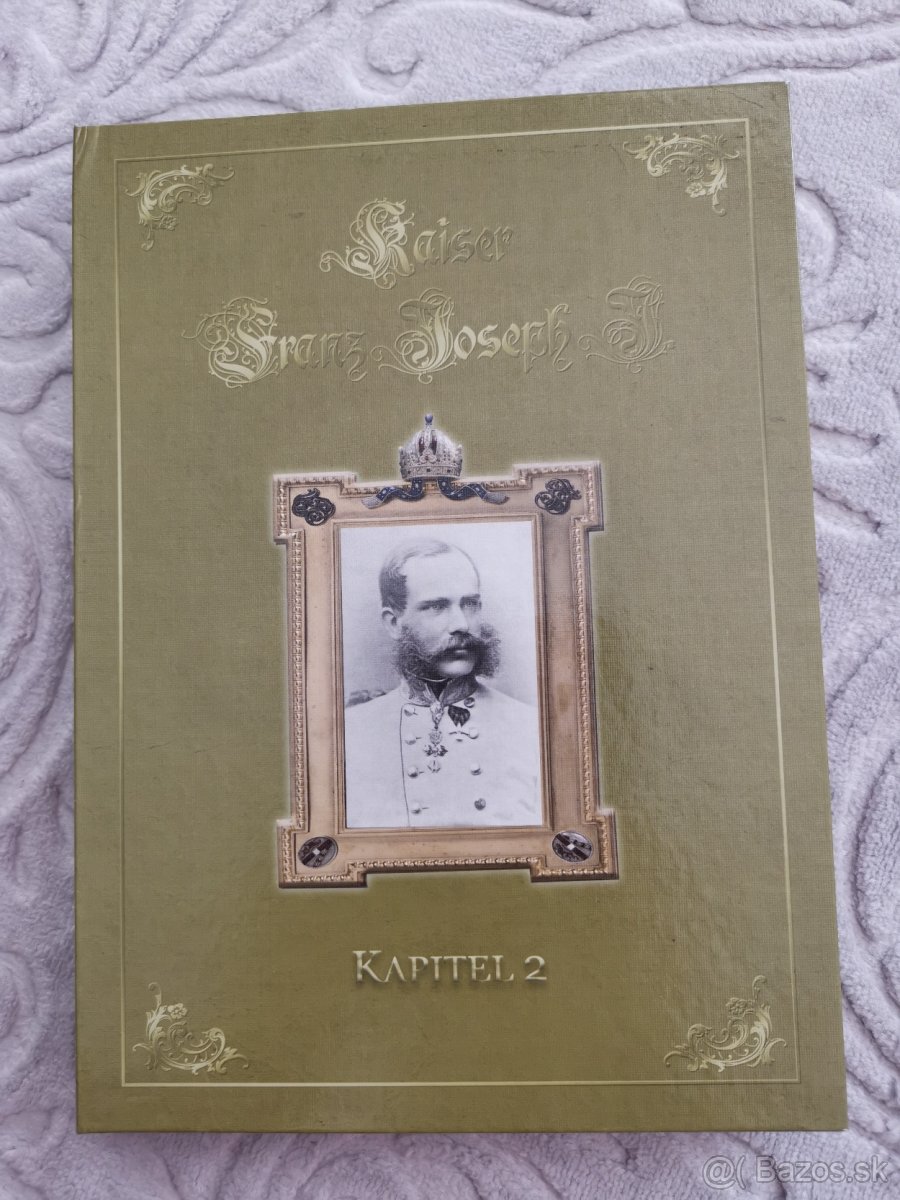 Kaiser
Franz Joseph I.
KAPITEL 2
@( Bazos.sk